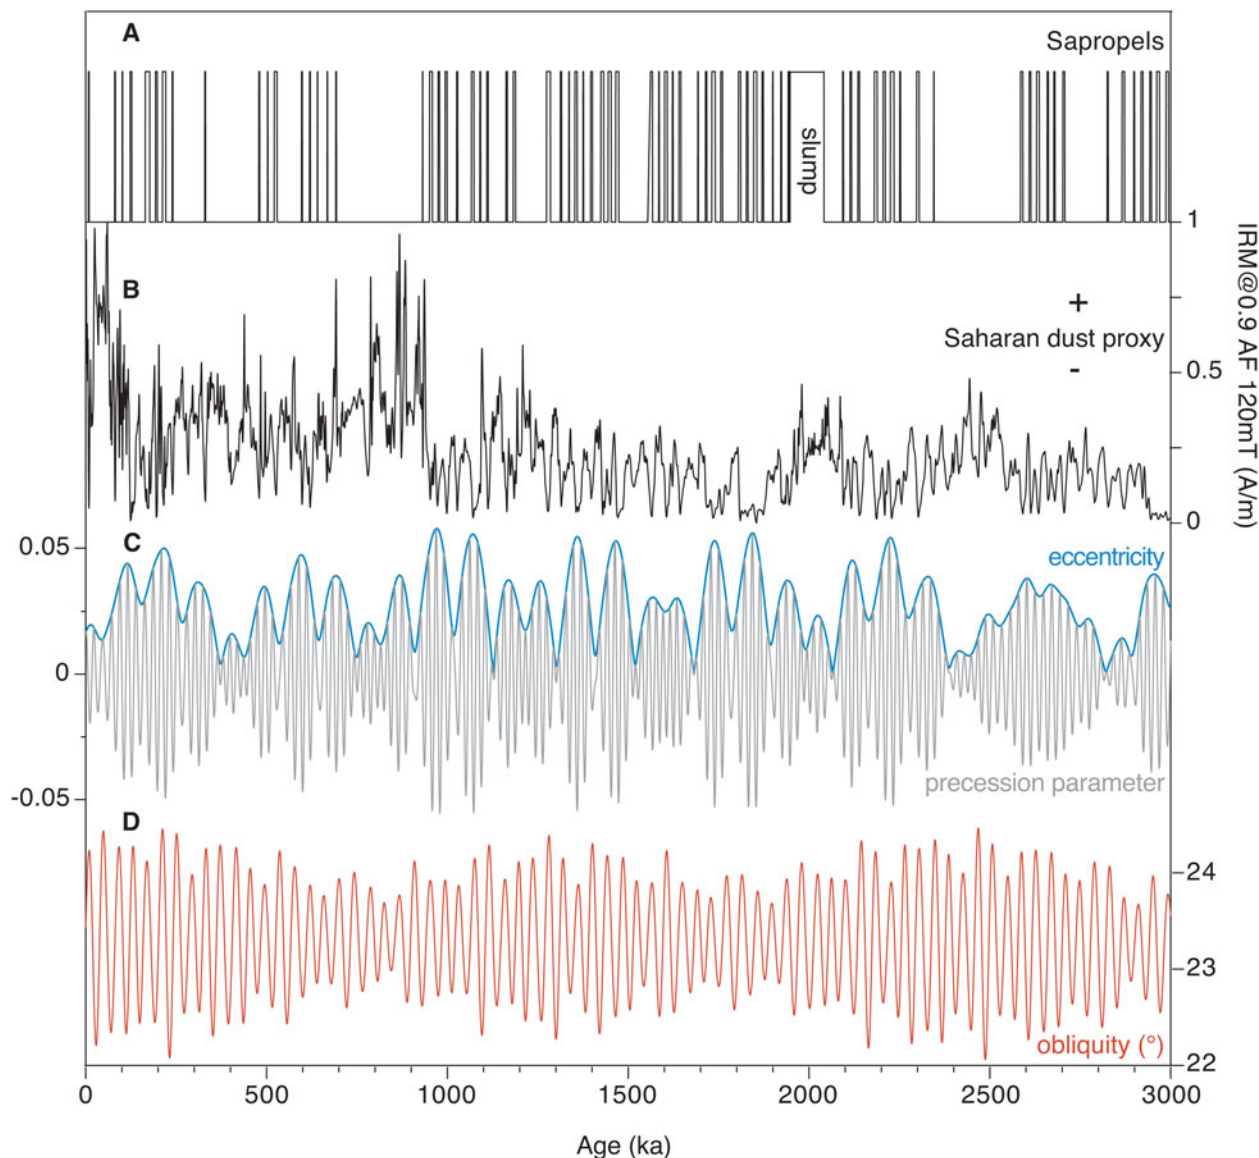 A
Sapropels
slump
1
B
+
Saharan dust proxy
-
0.5
IRM@0.9 AF 120mT (A/m)
0
0.05
C
eccentricity
0
-0.05
precession parameter
D
24
23
obliquity (°)
22
0 500 1000 1500 2000 2500 3000
Age (ka)